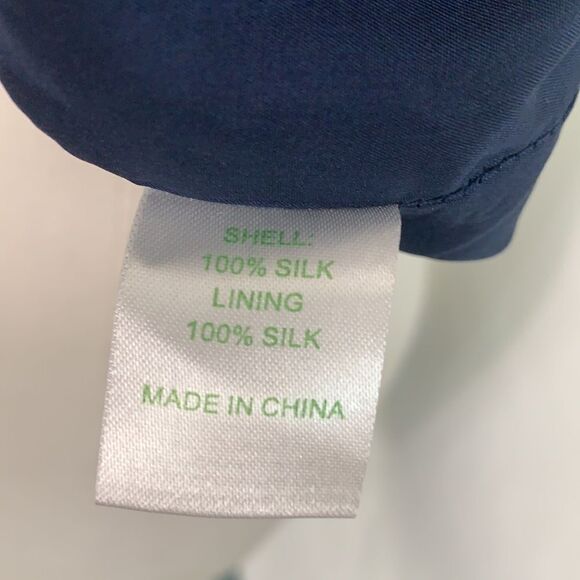 SHELL:
100% SILK
LINING
100% SILK
MADE IN CHINA